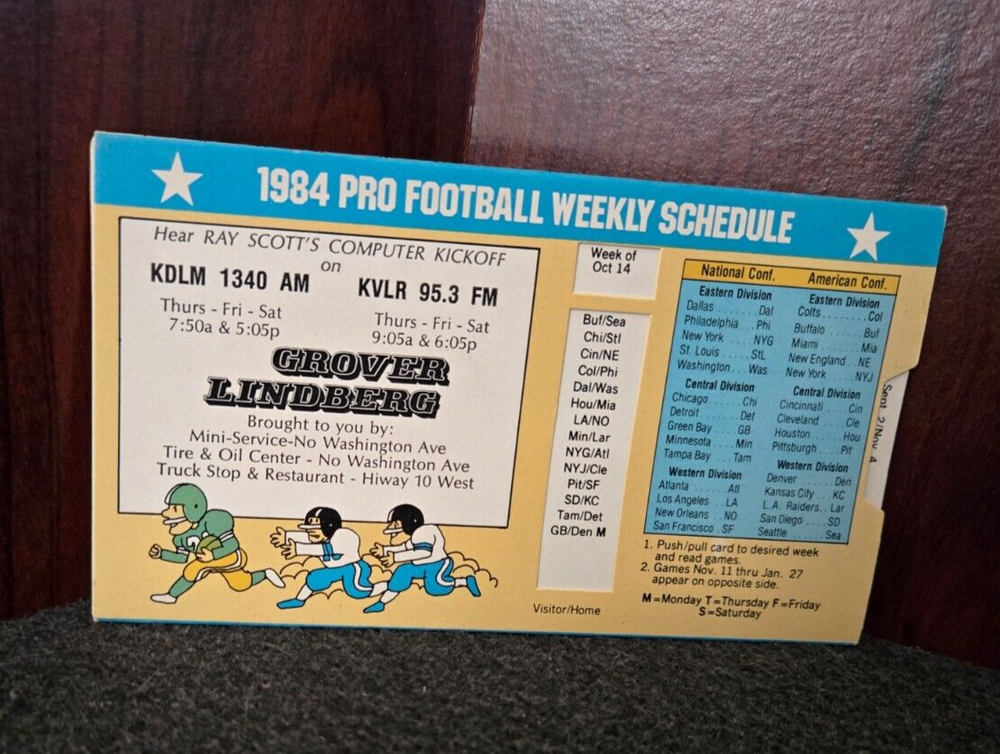 1984 PRO FOOTBALL WEEKLY SCHEDULE
Hear RAY SCOTT'S COMPUTER KICKOFF
on
KDLM 1340 AM
Thurs - Fri - Sat
7:50a & 5:05p
KVLR 95.3 FM
Thurs - Fri - Sat
9:05a & 6:05p
GROVER
LINDBERG
Brought to you by:
Mini-Service-No Washington Ave
Tire & Oil Center - No Washington Ave
Truck Stop & Restaurant - Hiway 10 West
Week of
Oct 14
Buf/Sea
Chi/Stl
Cin/NE
Col/Phi
Dal/Was
Hou/Mia
LA/NO
Min/Lar
NYG/Atl
NYJ/Cle
Pit/SF
SD/KC
Tam/Det
GB/Den M
Visitor/Home
National Conf.
Eastern Division
Dallas ..... Dal
Philadelphia .. Phi
New York ... NYG
St. Louis .... StL
Washington .. Was
Central Division
Chicago ..... Chi
Detroit ..... Det
Green Bay ... GB
Minnesota ... Min
Tampa Bay .. Tam
Western Division
Atlanta ..... Atl
Los Angeles .. LA
New Orleans .. NO
San Francisco . SF
American Conf.
Eastern Division
Colts ........ Col
Buffalo ..... Buf
Miami ..... Mia
New England .. NE
New York ... NYJ
Central Division
Cincinnati ... Cin
Cleveland ... Cle
Houston .... Hou
Pittsburgh ... Pit
Western Division
Denver ..... Den
Kansas City .. KC
L.A. Raiders .. Lar
San Diego ... SD
Seattle ..... Sea
1. Push/pull card to desired week
and read games.
2. Games Nov. 11 thru Jan. 27
appear on opposite side.
M=Monday T=Thursday F=Friday
S=Saturday
Sept. 2/Nov. 4